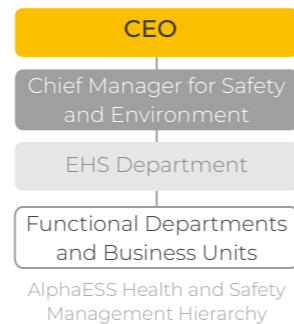 CEO
Chief Manager for Safety
and Environment
EHS Department
Functional Departments
and Business Units
AlphaESS Health and Safety
Management Hierarchy